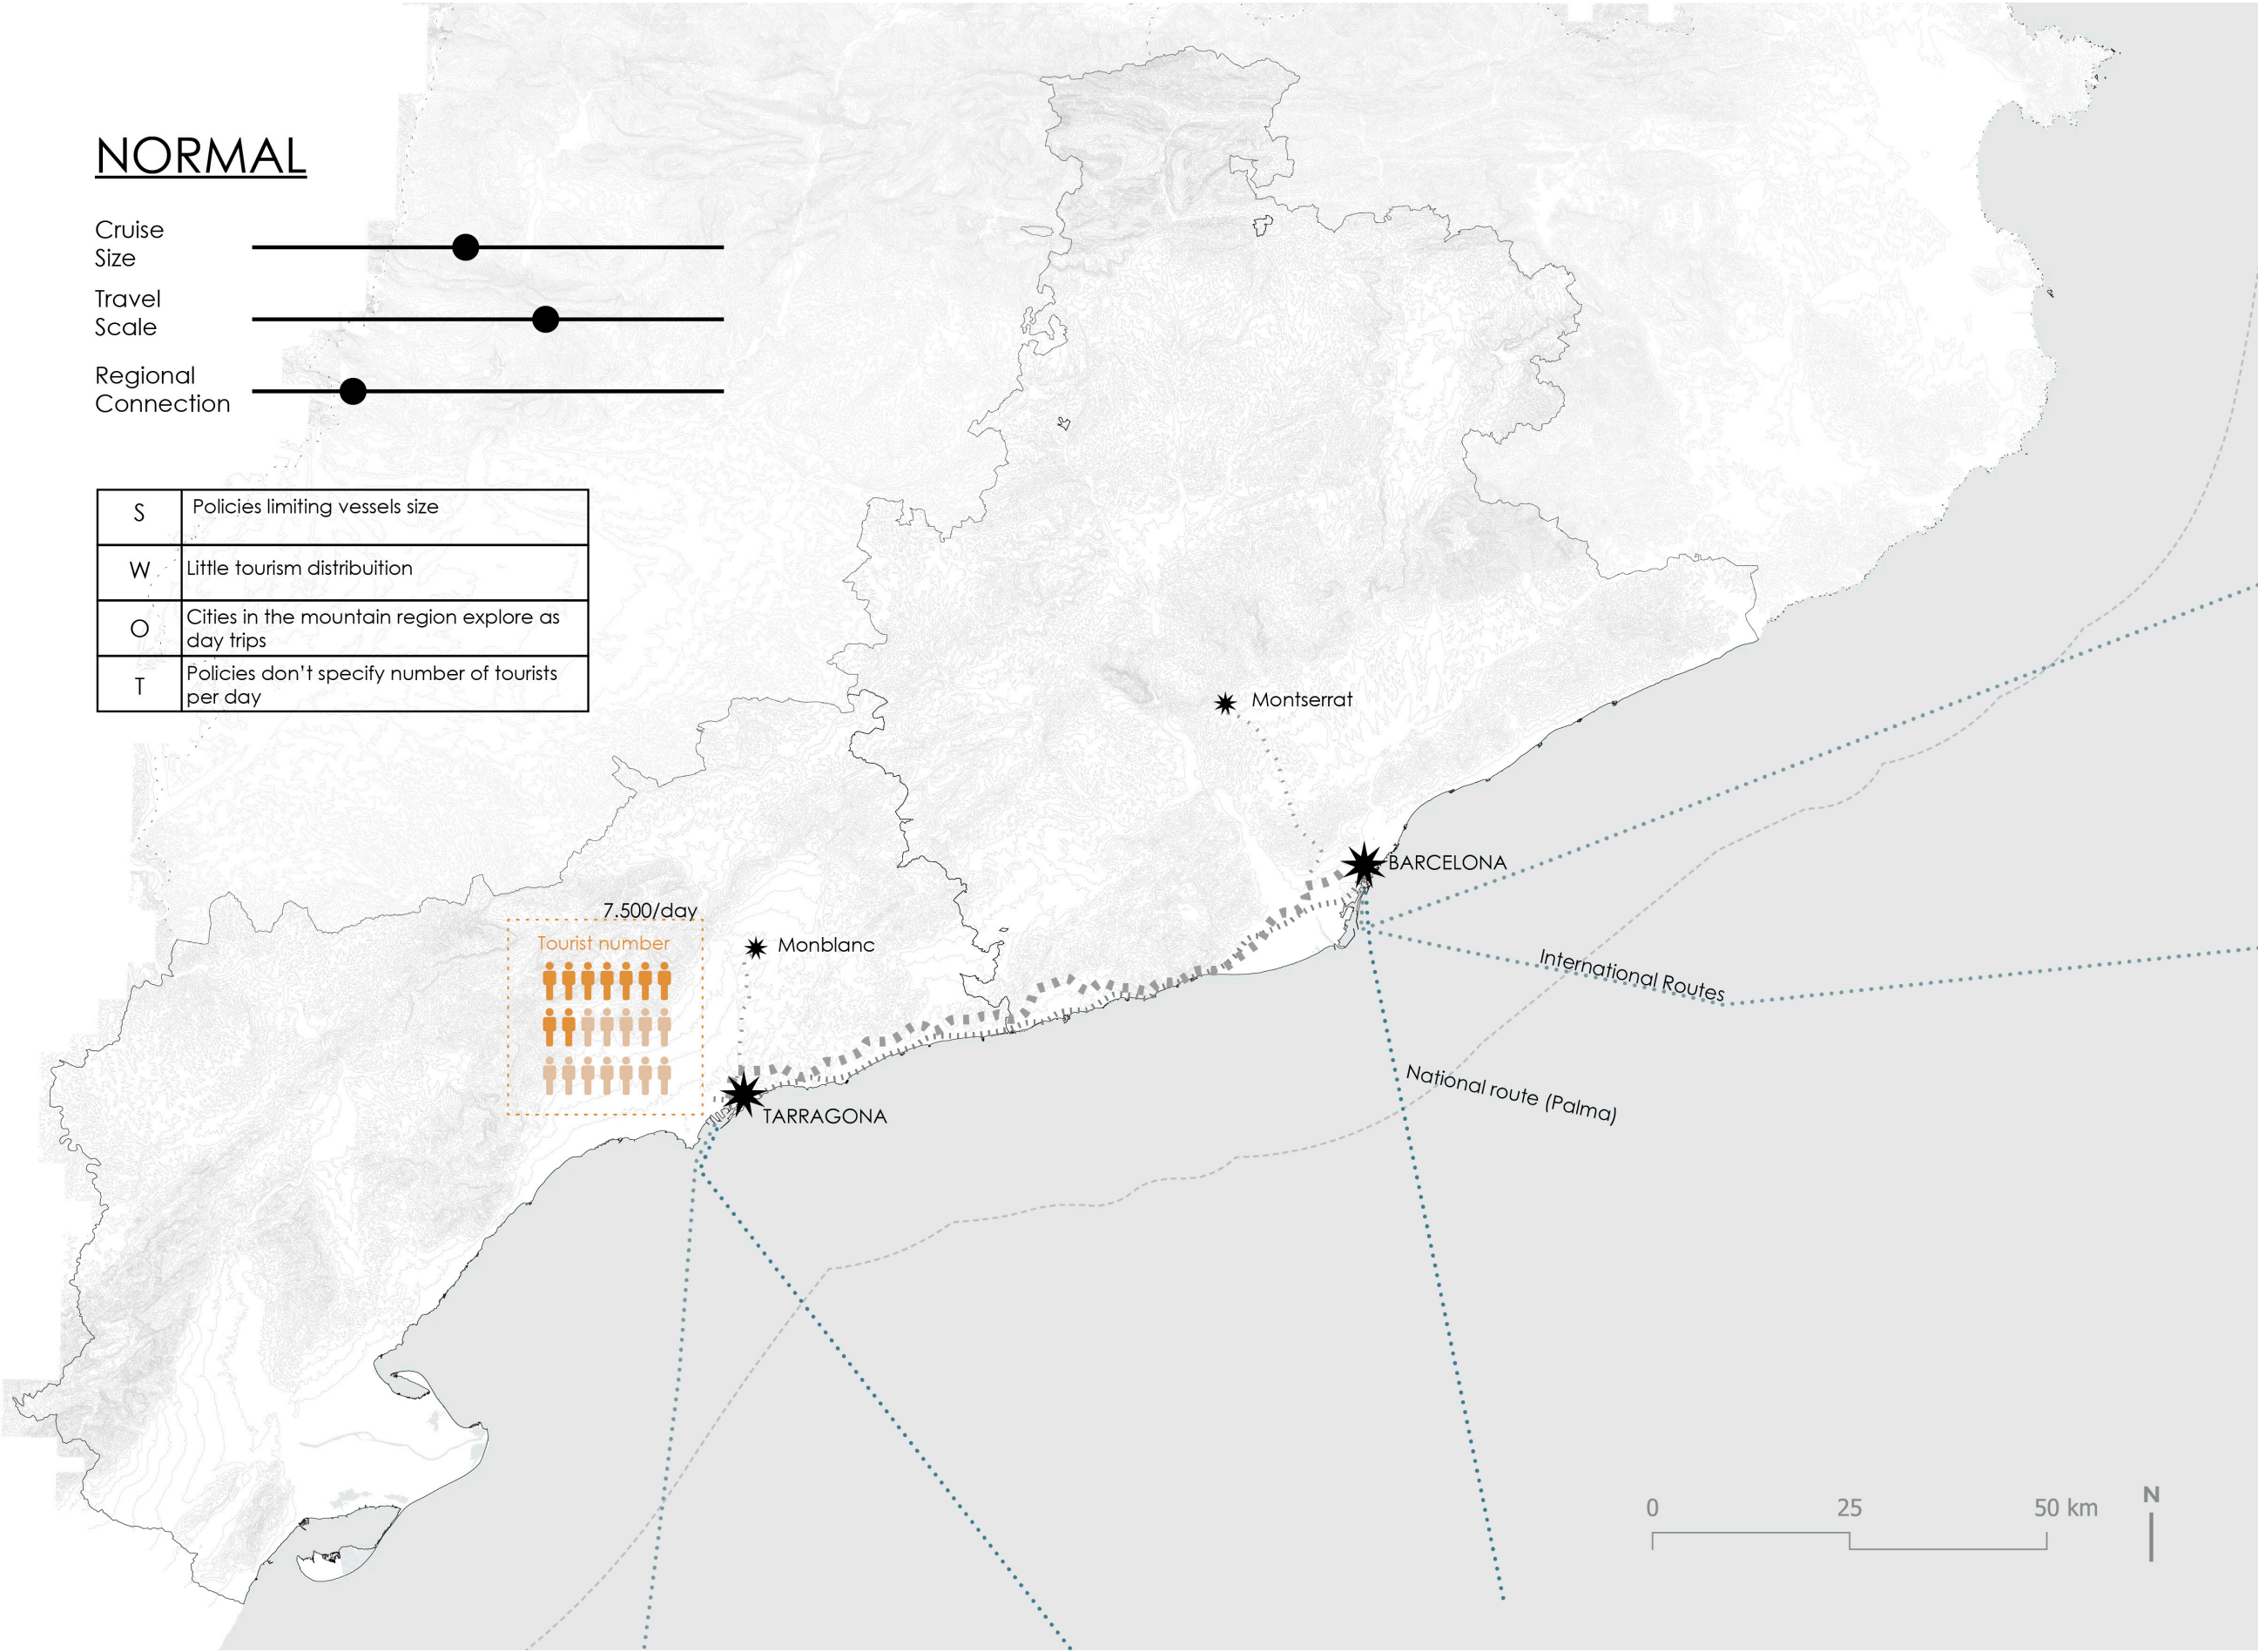 NORMAL
Cruise
Size
Travel
Scale
Regional
Connection
S Policies limiting vessels size
W Little tourism distribuition
O Cities in the mountain region explore as
day trips
T Policies don't specify number of tourists
per day
Montserrat
BARCELONA
7.500/day
Tourist number
Monblanc
International Routes
National route (Palma)
TARRAGONA
0 25 50 km
N